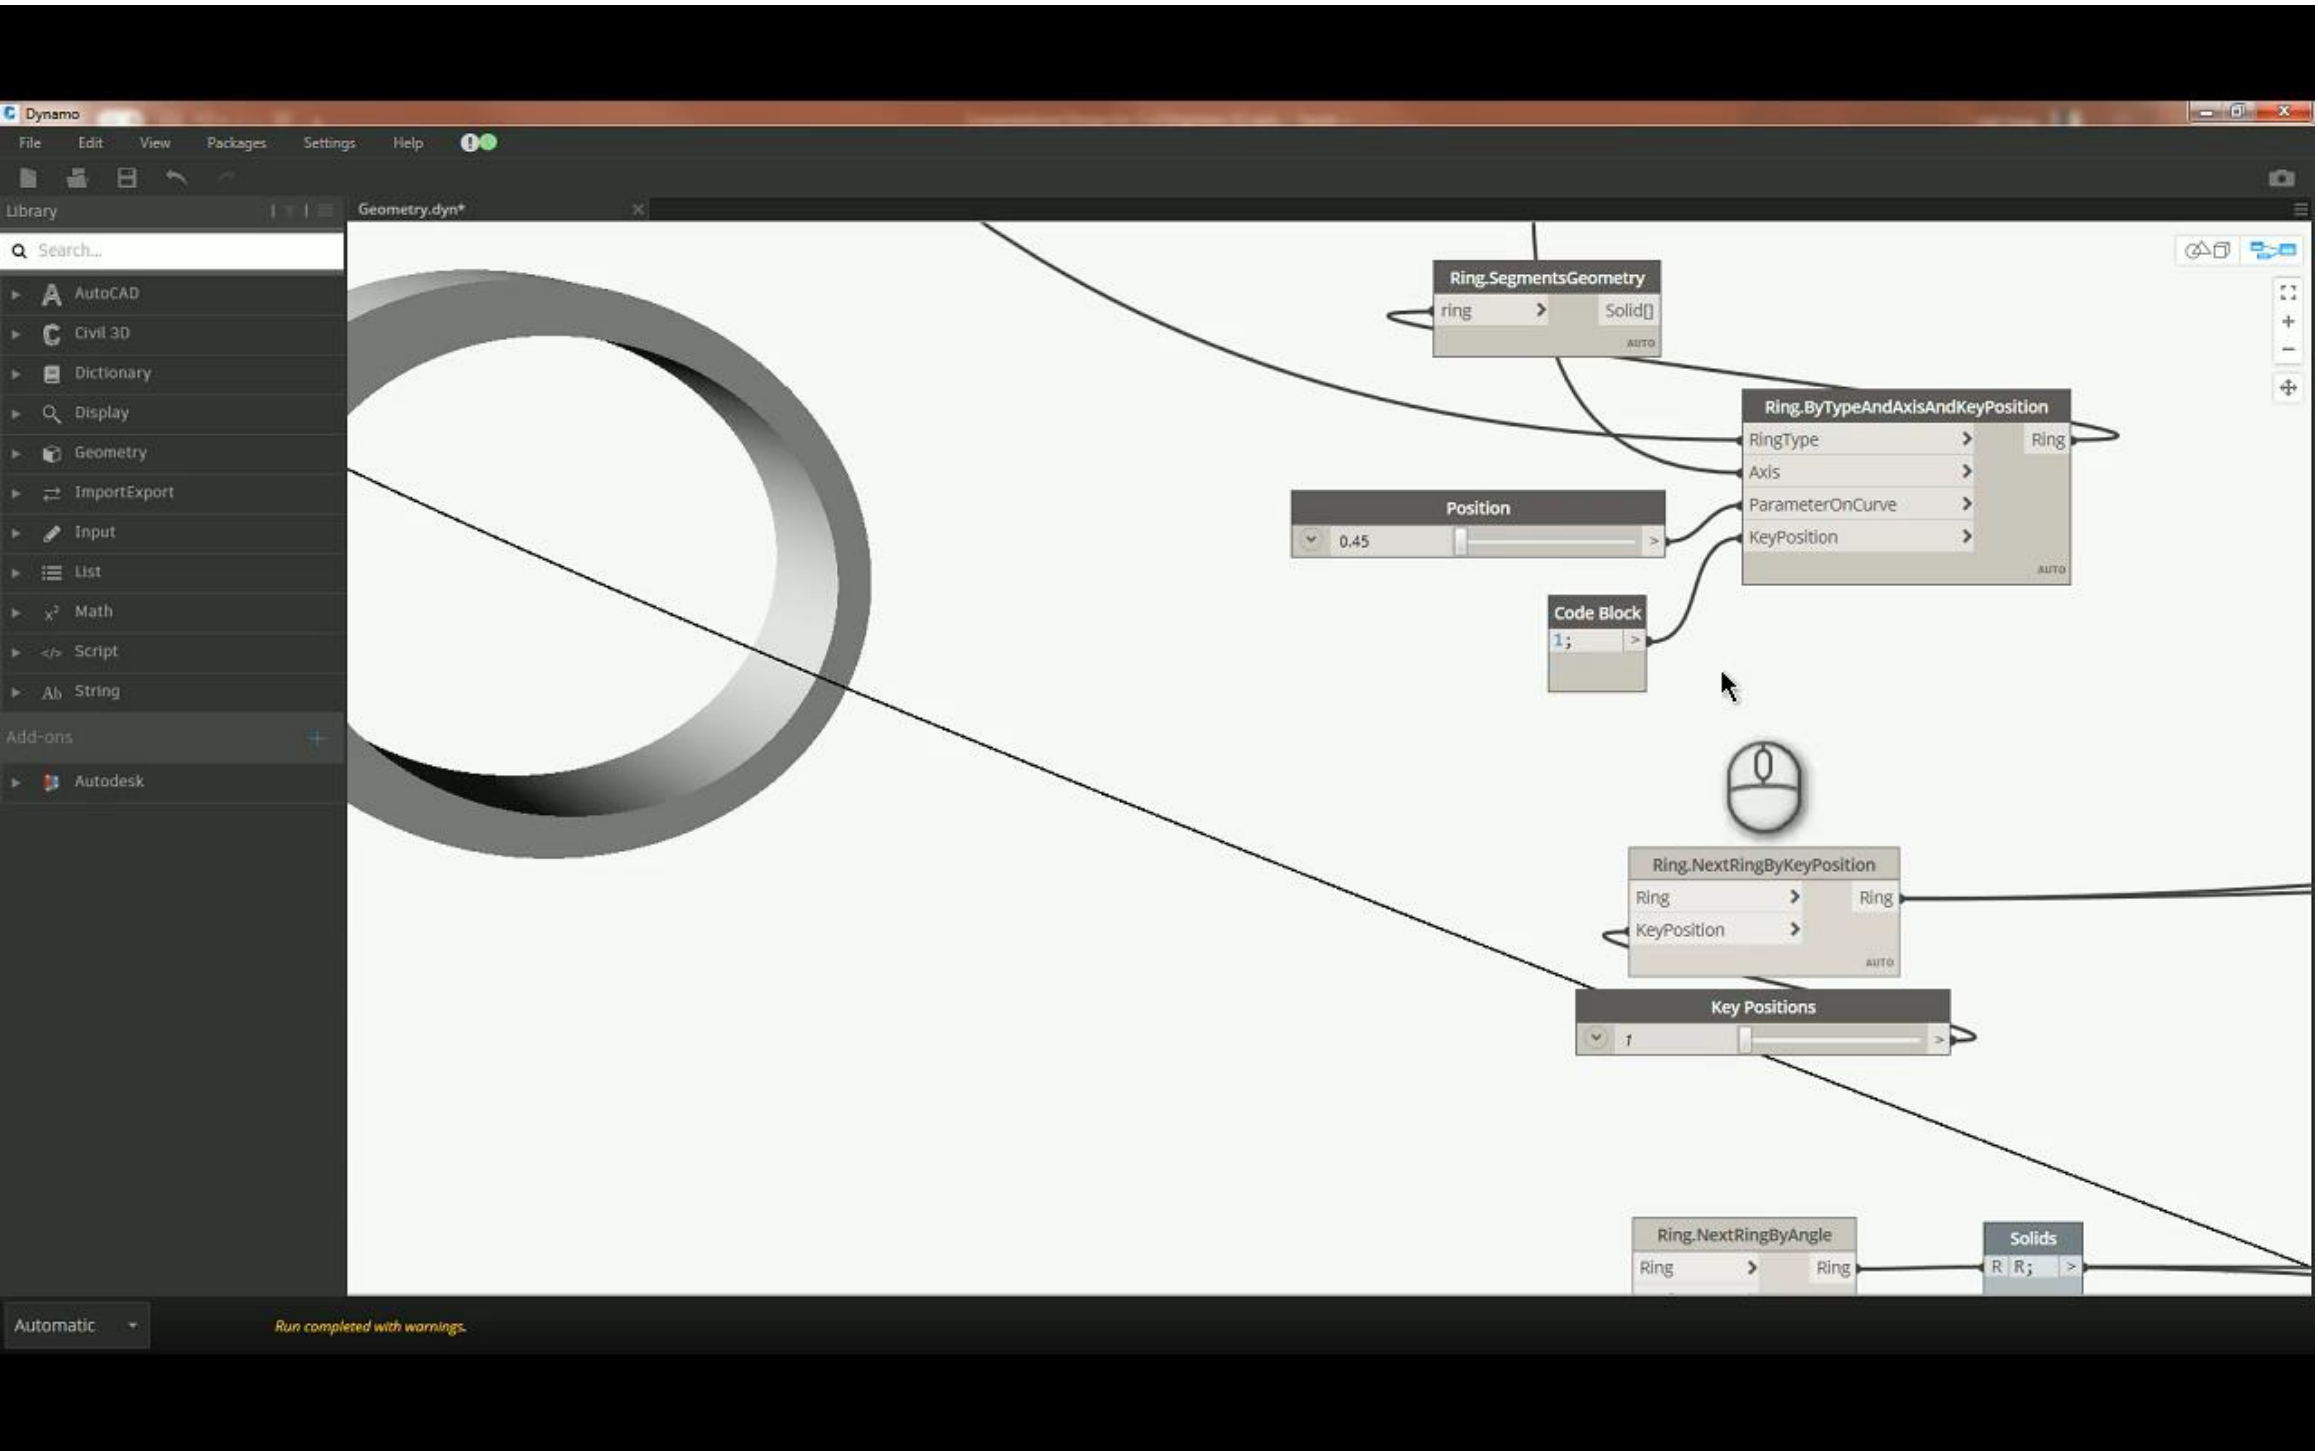 Dynamo
File Edit View Packages Settings Help
Library
Geometry.dyn*
Search...
AutoCAD
Civil 3D
Dictionary
Display
Geometry
ImportExport
Input
List
Math
Script
String
Add-ons
Autodesk
Ring.SegmentsGeometry
ring > Solid[]
AUTO
Ring.ByTypeAndAxisAndKeyPosition
RingType > Ring
Axis >
ParameterOnCurve >
KeyPosition >
AUTO
Position
0.45 >
Code Block
1; >
Ring.NextRingByKeyPosition
Ring > Ring
KeyPosition >
AUTO
Key Positions
1 >
Ring.NextRingByAngle
Ring > Ring
Solids
R R; >
Automatic
Run completed with warnings.